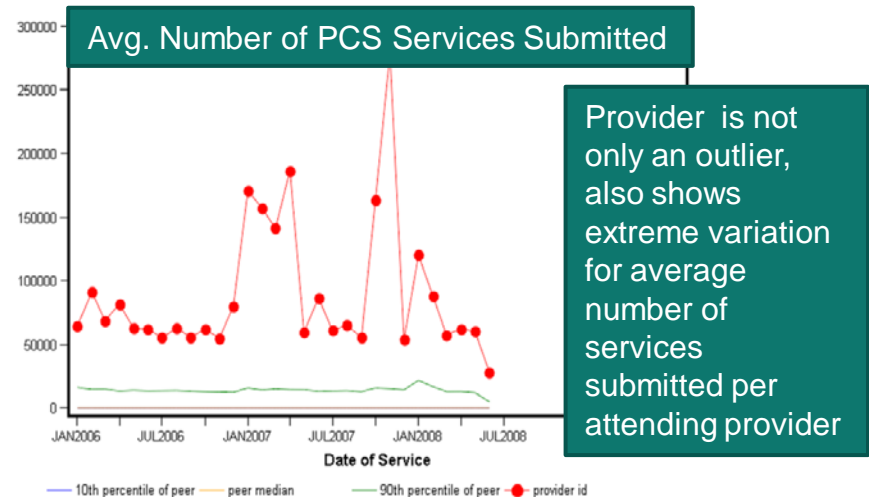 Avg. Number of PCS Services Submitted
300000
250000
200000
150000
100000
50000
0
Provider is not
only an outlier,
also shows
extreme variation
for average
number of
services
submitted per
attending provider
JAN2006 JUL2006 JAN2007 JUL2007 JAN2008 JUL2008
Date of Service
10th percentile of peer peer median 90th percentile of peer provider id